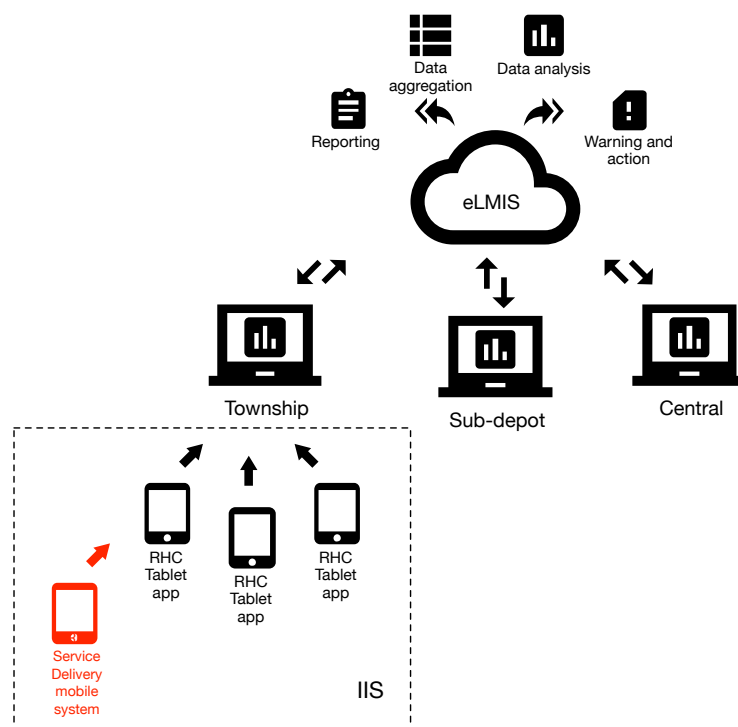 Data
aggregation
Data analysis
Reporting
Warning and
action
eLMIS
Township
Sub-depot
Central
RHC
Tablet
app
RHC
Tablet
app
RHC
Tablet
app
Service
Delivery
mobile
system
IIS